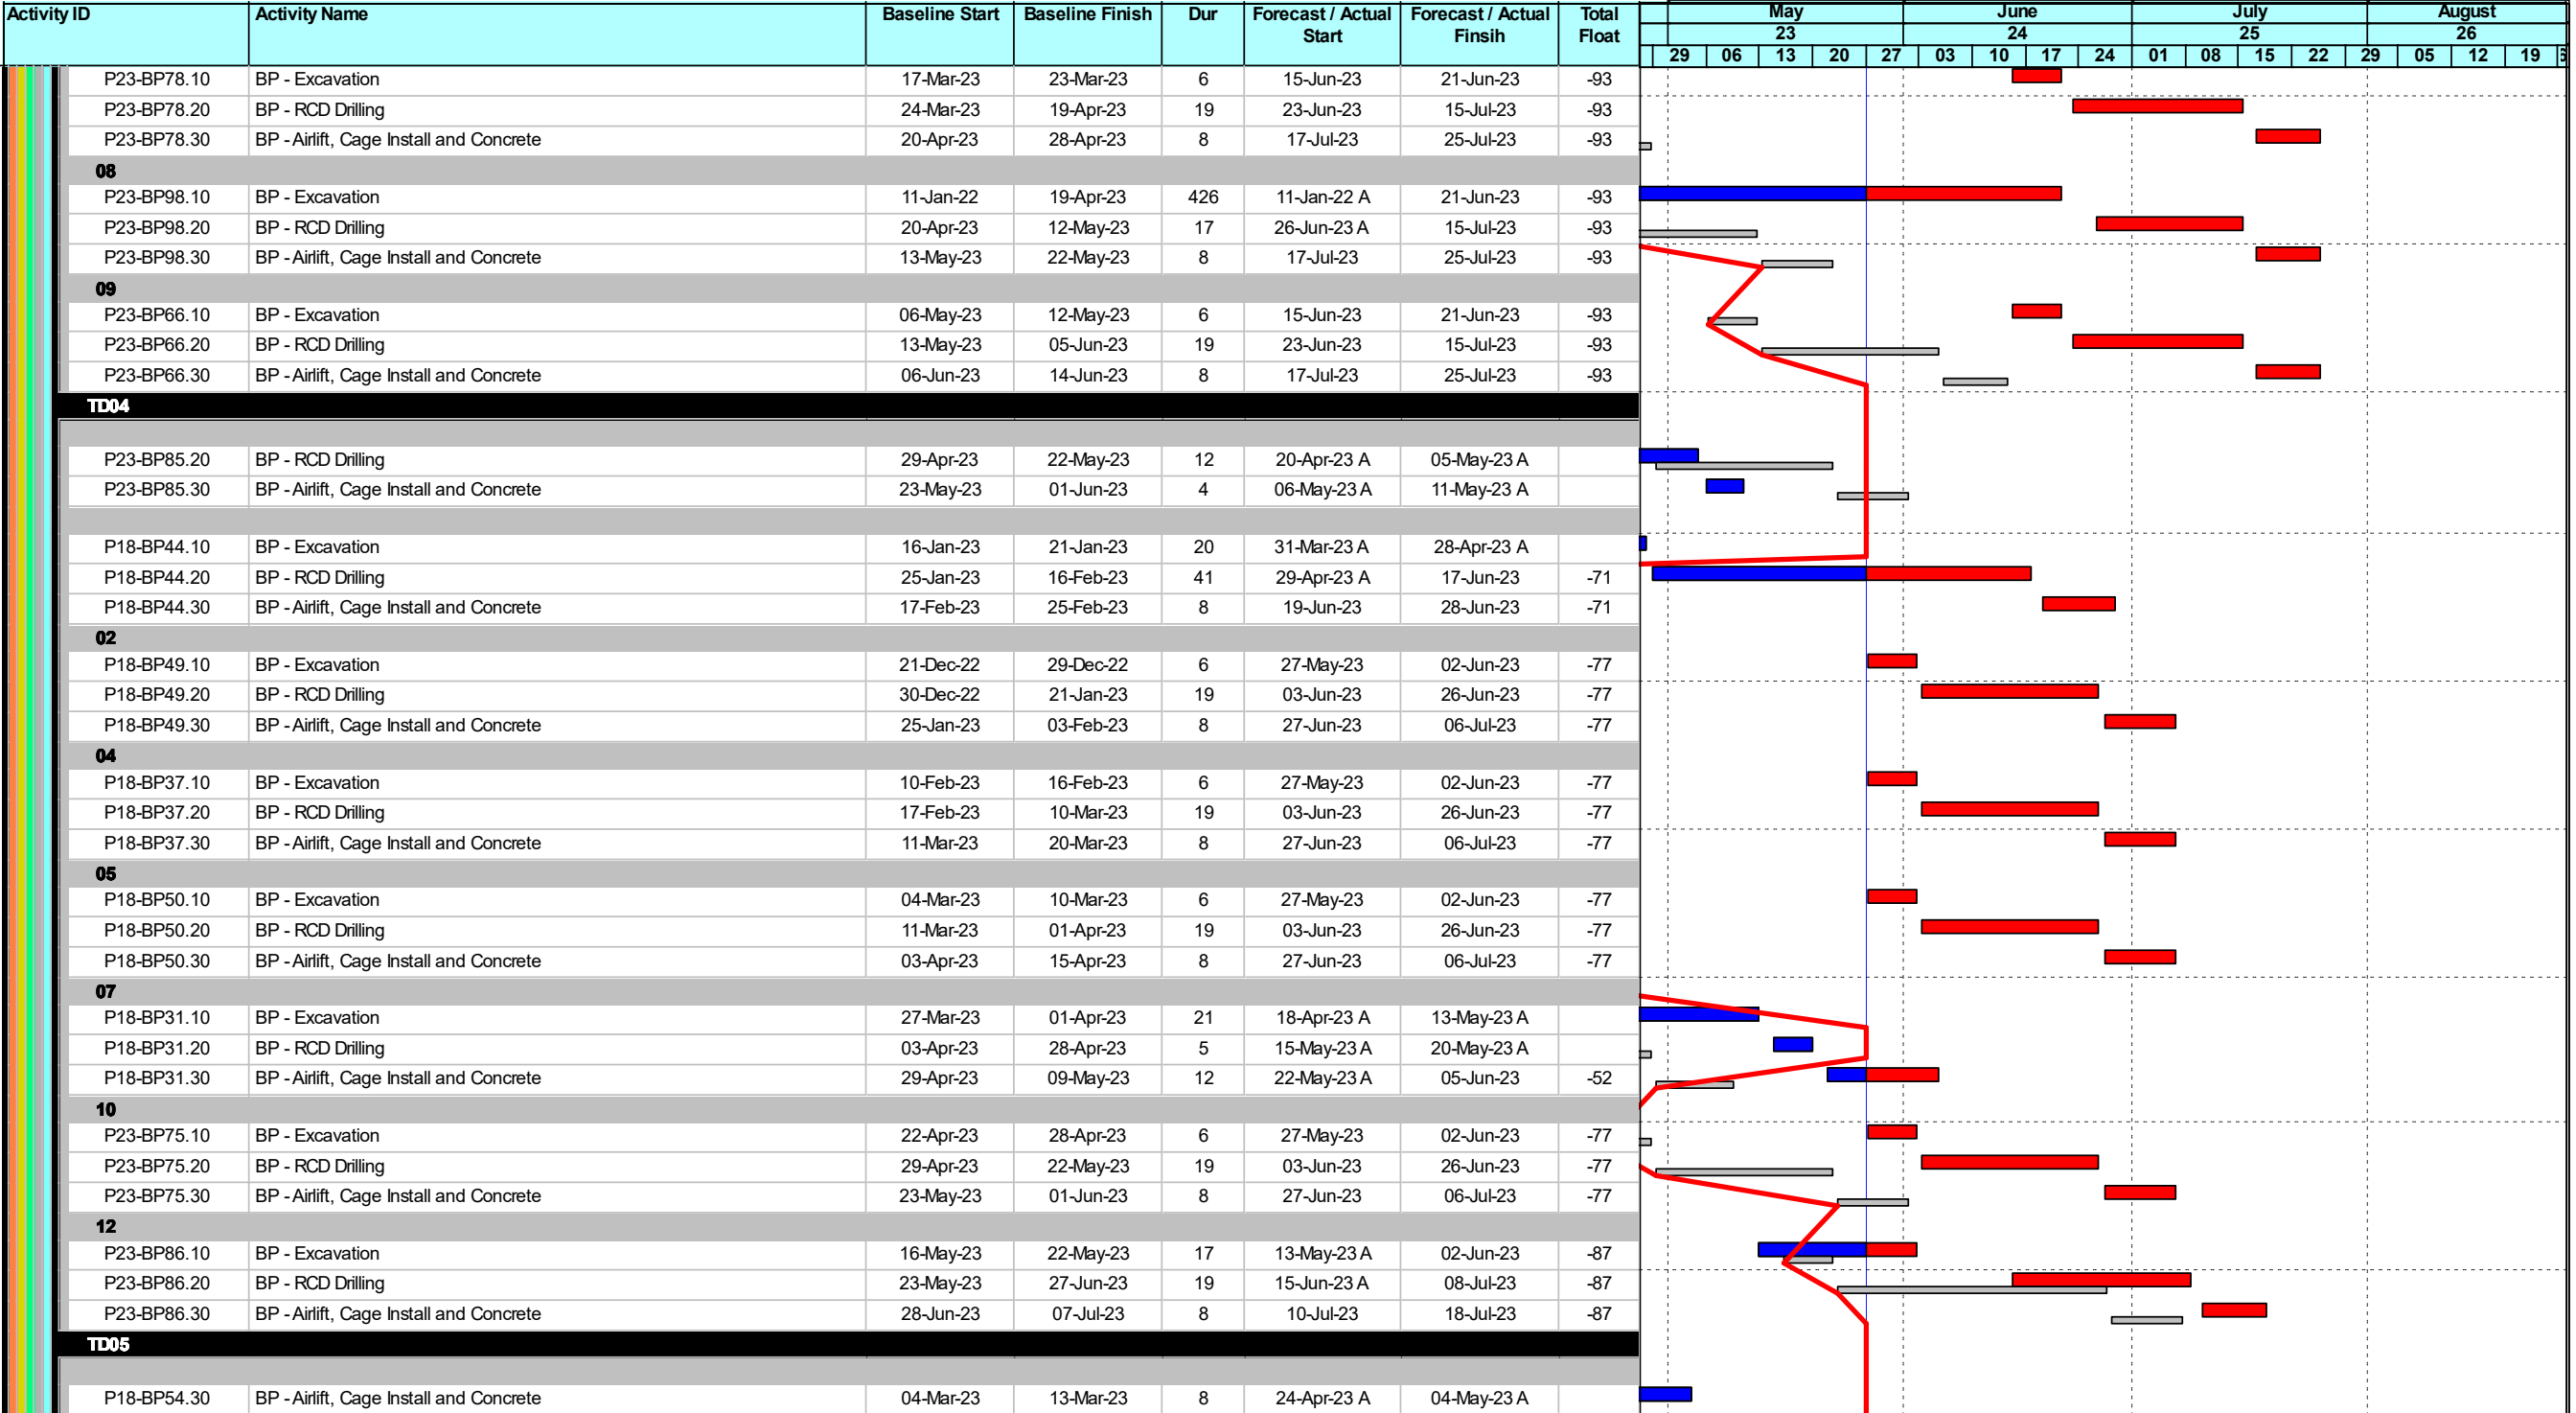 Activity ID Activity Name Baseline Start Baseline Finish Dur Forecast / Actual Start Forecast / Actual Finsih Total Float May June July August
23 24 25 26
29 06 13 20 27 03 10 17 24 01 08 15 22 29 05 12 19
P23-BP78.10 BP - Excavation 17-Mar-23 23-Mar-23 6 15-Jun-23 21-Jun-23 -93
P23-BP78.20 BP - RCD Drilling 24-Mar-23 19-Apr-23 19 23-Jun-23 15-Jul-23 -93
P23-BP78.30 BP - Airlift, Cage Install and Concrete 20-Apr-23 28-Apr-23 8 17-Jul-23 25-Jul-23 -93
08
P23-BP98.10 BP - Excavation 11-Jan-22 19-Apr-23 426 11-Jan-22 A 21-Jun-23 -93
P23-BP98.20 BP - RCD Drilling 20-Apr-23 12-May-23 17 26-Jun-23 A 15-Jul-23 -93
P23-BP98.30 BP - Airlift, Cage Install and Concrete 13-May-23 22-May-23 8 17-Jul-23 25-Jul-23 -93
09
P23-BP66.10 BP - Excavation 06-May-23 12-May-23 6 15-Jun-23 21-Jun-23 -93
P23-BP66.20 BP - RCD Drilling 13-May-23 05-Jun-23 19 23-Jun-23 15-Jul-23 -93
P23-BP66.30 BP - Airlift, Cage Install and Concrete 06-Jun-23 14-Jun-23 8 17-Jul-23 25-Jul-23 -93
TD04
P23-BP85.20 BP - RCD Drilling 29-Apr-23 22-May-23 12 20-Apr-23 A 05-May-23 A
P23-BP85.30 BP - Airlift, Cage Install and Concrete 23-May-23 01-Jun-23 4 06-May-23 A 11-May-23 A
P18-BP44.10 BP - Excavation 16-Jan-23 21-Jan-23 20 31-Mar-23 A 28-Apr-23 A
P18-BP44.20 BP - RCD Drilling 25-Jan-23 16-Feb-23 41 29-Apr-23 A 17-Jun-23 -71
P18-BP44.30 BP - Airlift, Cage Install and Concrete 17-Feb-23 25-Feb-23 8 19-Jun-23 28-Jun-23 -71
02
P18-BP49.10 BP - Excavation 21-Dec-22 29-Dec-22 6 27-May-23 02-Jun-23 -77
P18-BP49.20 BP - RCD Drilling 30-Dec-22 21-Jan-23 19 03-Jun-23 26-Jun-23 -77
P18-BP49.30 BP - Airlift, Cage Install and Concrete 25-Jan-23 03-Feb-23 8 27-Jun-23 06-Jul-23 -77
04
P18-BP37.10 BP - Excavation 10-Feb-23 16-Feb-23 6 27-May-23 02-Jun-23 -77
P18-BP37.20 BP - RCD Drilling 17-Feb-23 10-Mar-23 19 03-Jun-23 26-Jun-23 -77
P18-BP37.30 BP - Airlift, Cage Install and Concrete 11-Mar-23 20-Mar-23 8 27-Jun-23 06-Jul-23 -77
05
P18-BP50.10 BP - Excavation 04-Mar-23 10-Mar-23 6 27-May-23 02-Jun-23 -77
P18-BP50.20 BP - RCD Drilling 11-Mar-23 01-Apr-23 19 03-Jun-23 26-Jun-23 -77
P18-BP50.30 BP - Airlift, Cage Install and Concrete 03-Apr-23 15-Apr-23 8 27-Jun-23 06-Jul-23 -77
07
P18-BP31.10 BP - Excavation 27-Mar-23 01-Apr-23 21 18-Apr-23 A 13-May-23 A
P18-BP31.20 BP - RCD Drilling 03-Apr-23 28-Apr-23 5 15-May-23 A 20-May-23 A
P18-BP31.30 BP - Airlift, Cage Install and Concrete 29-Apr-23 09-May-23 12 22-May-23 A 05-Jun-23 -52
10
P23-BP75.10 BP - Excavation 22-Apr-23 28-Apr-23 6 27-May-23 02-Jun-23 -77
P23-BP75.20 BP - RCD Drilling 29-Apr-23 22-May-23 19 03-Jun-23 26-Jun-23 -77
P23-BP75.30 BP - Airlift, Cage Install and Concrete 23-May-23 01-Jun-23 8 27-Jun-23 06-Jul-23 -77
12
P23-BP86.10 BP - Excavation 16-May-23 22-May-23 17 13-May-23 A 02-Jun-23 -87
P23-BP86.20 BP - RCD Drilling 23-May-23 27-Jun-23 19 15-Jun-23 A 08-Jul-23 -87
P23-BP86.30 BP - Airlift, Cage Install and Concrete 28-Jun-23 07-Jul-23 8 10-Jul-23 18-Jul-23 -87
TD05
P18-BP54.30 BP - Airlift, Cage Install and Concrete 04-Mar-23 13-Mar-23 8 24-Apr-23 A 04-May-23 A